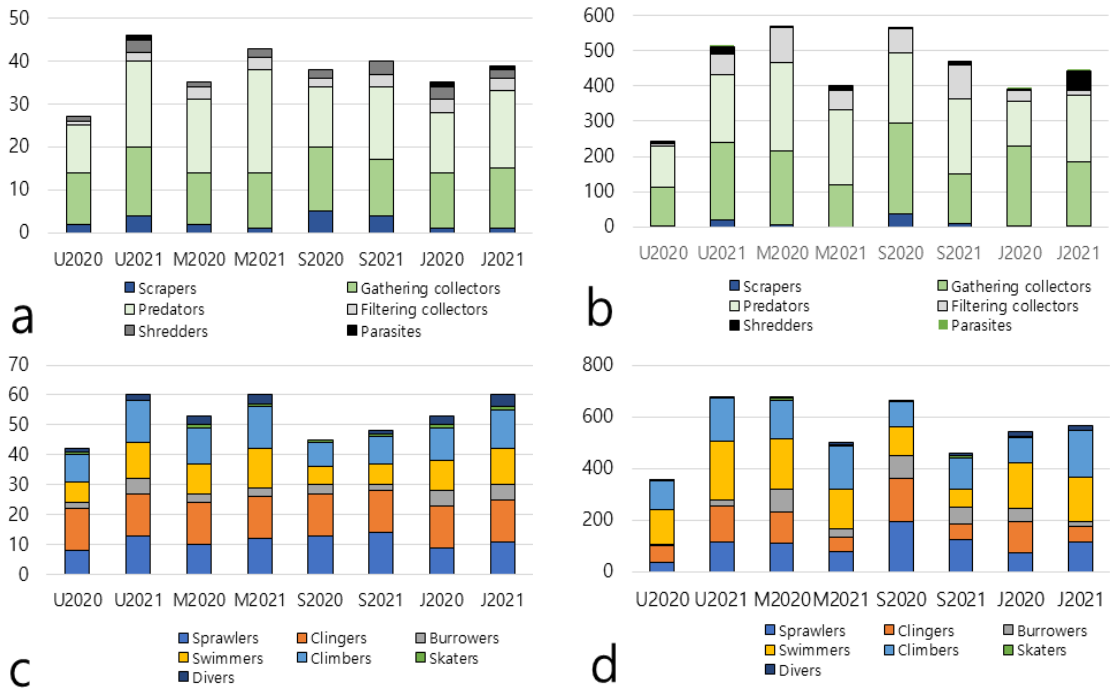 50
40
30
20
10
0
U2020 U2021 M2020 M2021 S2020 S2021 J2020 J2021
Scrapers Gathering collectors
Predators Filtering collectors
Shredders Parasites
a
600
500
400
300
200
100
0
U2020 U2021 M2020 M2021 S2020 S2021 J2020 J2021
Scrapers Gathering collectors
Predators Filtering collectors
Shredders Parasites
b
70
60
50
40
30
20
10
0
U2020 U2021 M2020 M2021 S2020 S2021 J2020 J2021
Sprawlers Clingers Burrowers
Swimmers Climbers Skaters
Divers
c
800
600
400
200
0
U2020 U2021 M2020 M2021 S2020 S2021 J2020 J2021
Sprawlers Clingers Burrowers
Swimmers Climbers Skaters
Divers
d